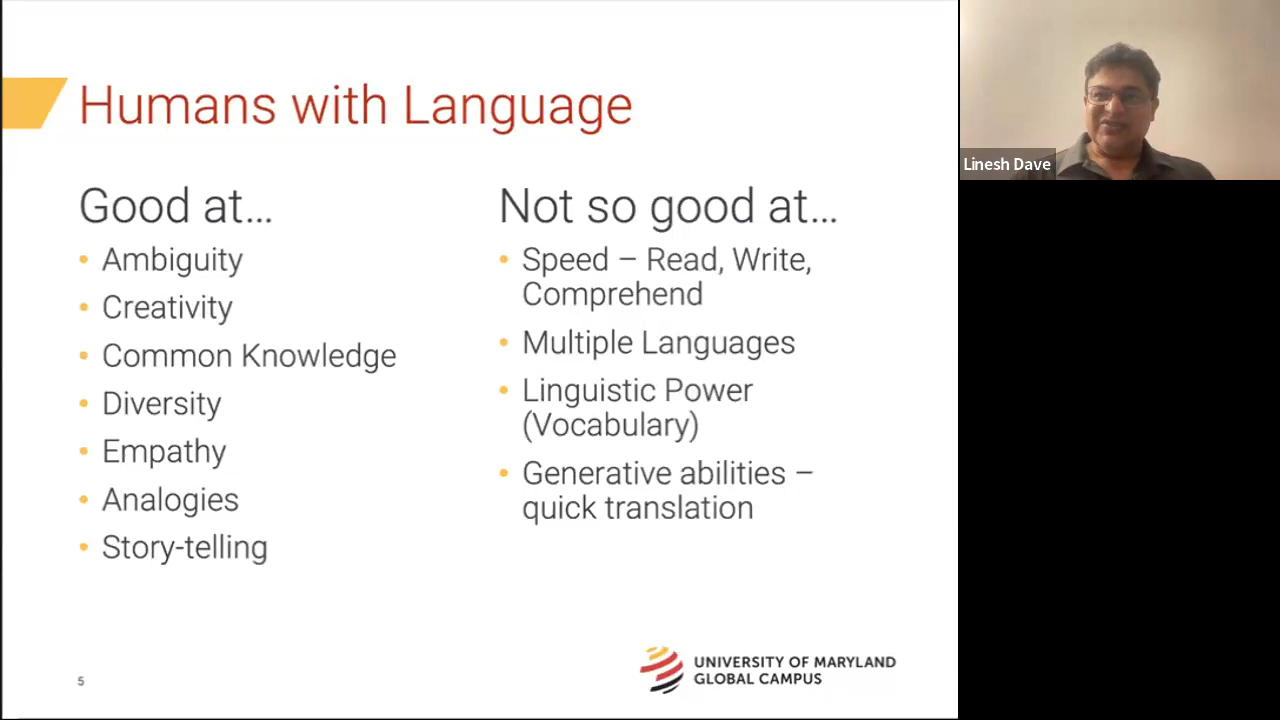 Humans with Language
Good at...
• Ambiguity
• Creativity
• Common Knowledge
• Diversity
• Empathy
• Analogies
• Story-telling
Not so good at...
• Speed – Read, Write,
Comprehend
• Multiple Languages
• Linguistic Power
(Vocabulary)
• Generative abilities –
quick translation
5
UNIVERSITY OF MARYLAND
GLOBAL CAMPUS
Linesh Dave